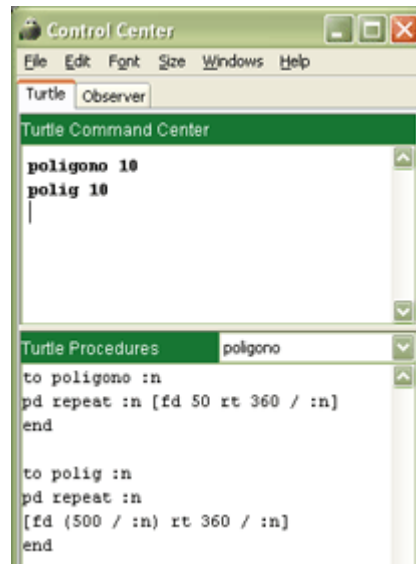 Control Center
File Edit Font Size Windows Help
Turtle Observer
Turtle Command Center
poligono 10
polig 10
Turtle Procedures poligono
to poligono :n
pd repeat :n [fd 50 rt 360 / :n]
end
to polig :n
pd repeat :n
[fd (500 / :n) rt 360 / :n]
end